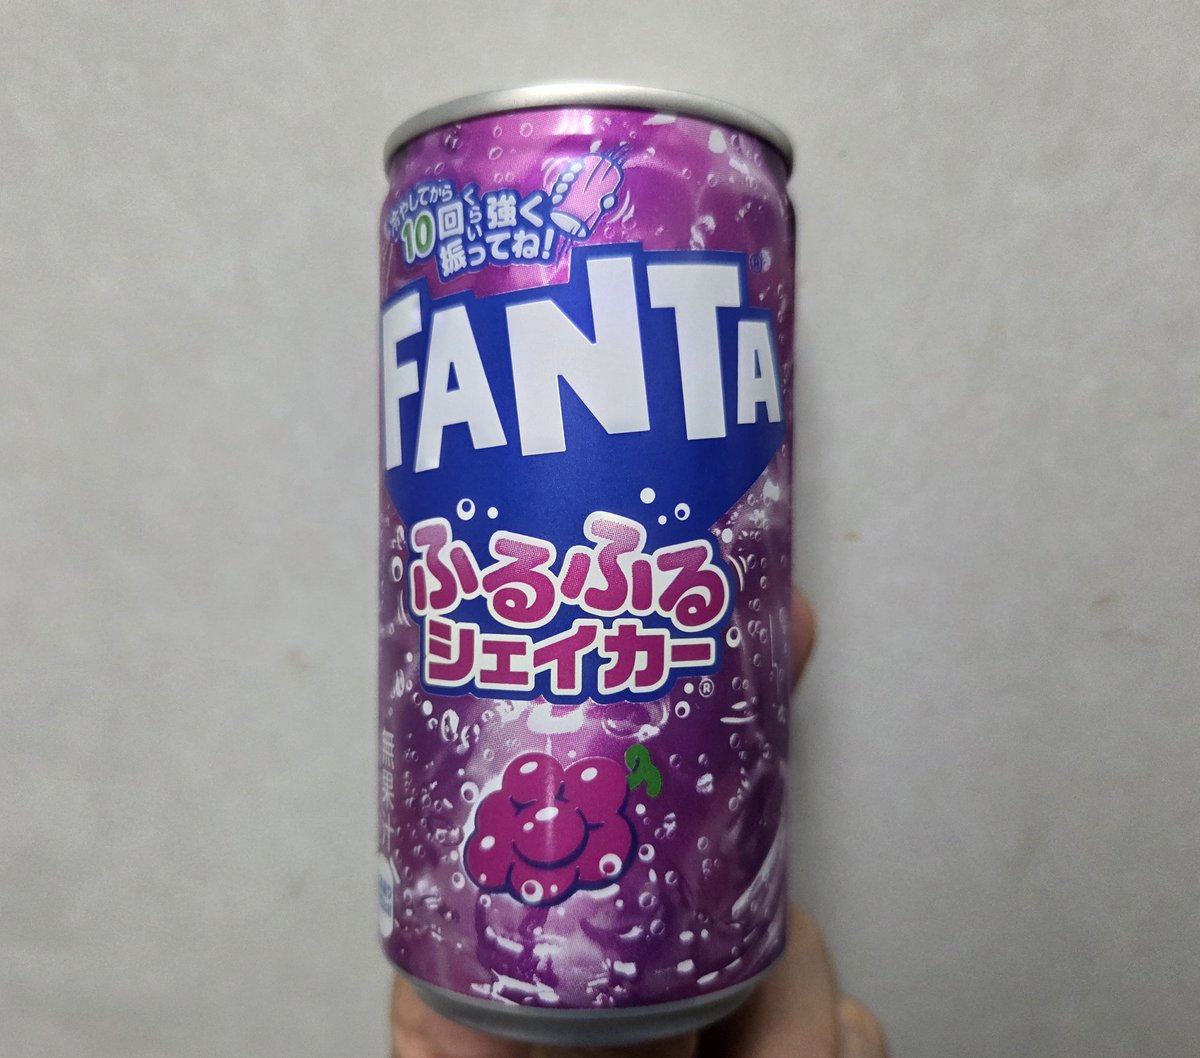 冷やしてから
10回くらい強く
振ってね!
FANTA®
ふるふる
シェイカー®
無果汁